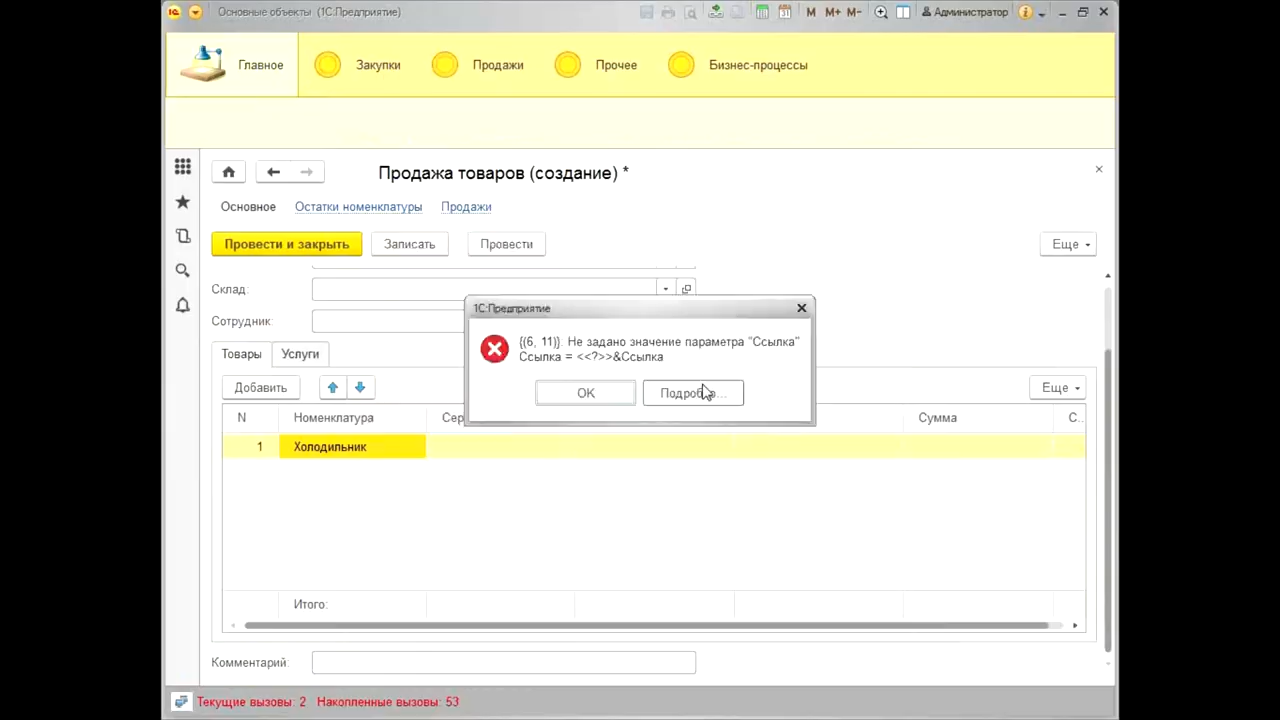 Основные объекты (1С:Предприятие)
M M+ M-
Администратор
Главное
Закупки
Продажи
Прочее
Бизнес-процессы
Продажа товаров (создание) *
Основное
Остатки номенклатуры
Продажи
Провести и закрыть
Записать
Провести
Еще
Склад:
Сотрудник:
1С:Предприятие
{(6, 11)}: Не задано значение параметра "Ссылка"
Ссылка = <<?>>&Ссылка
OK
Товары
Услуги
Добавить
Еще
N
Номенклатура
Сумма
С..
1
Холодильник
Итого:
Комментарий:
Текущие вызовы: 2 Накопленные вызовы: 53